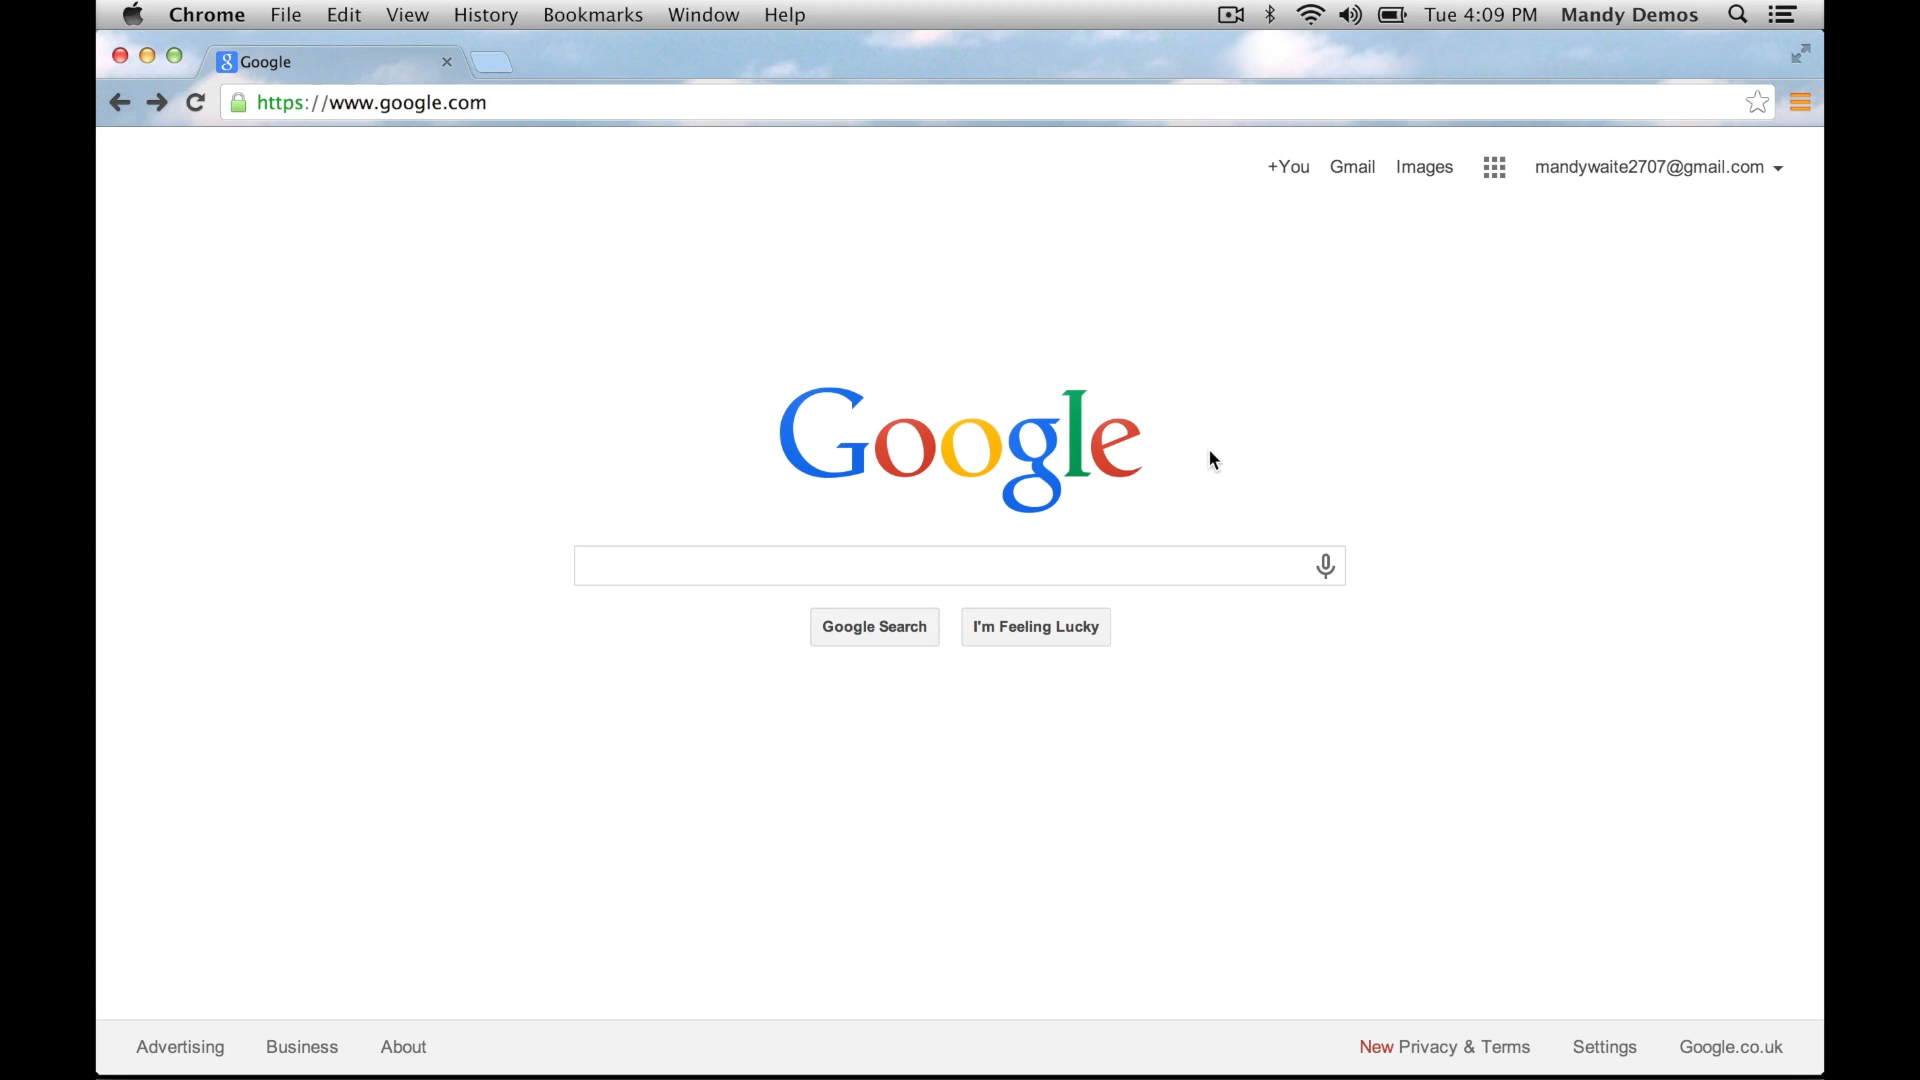 Chrome File Edit View History Bookmarks Window Help Tue 4:09 PM Mandy Demos
Google
https://www.google.com
+You Gmail Images mandywaite2707@gmail.com
Google
Google Search I'm Feeling Lucky
Advertising Business About New Privacy & Terms Settings Google.co.uk